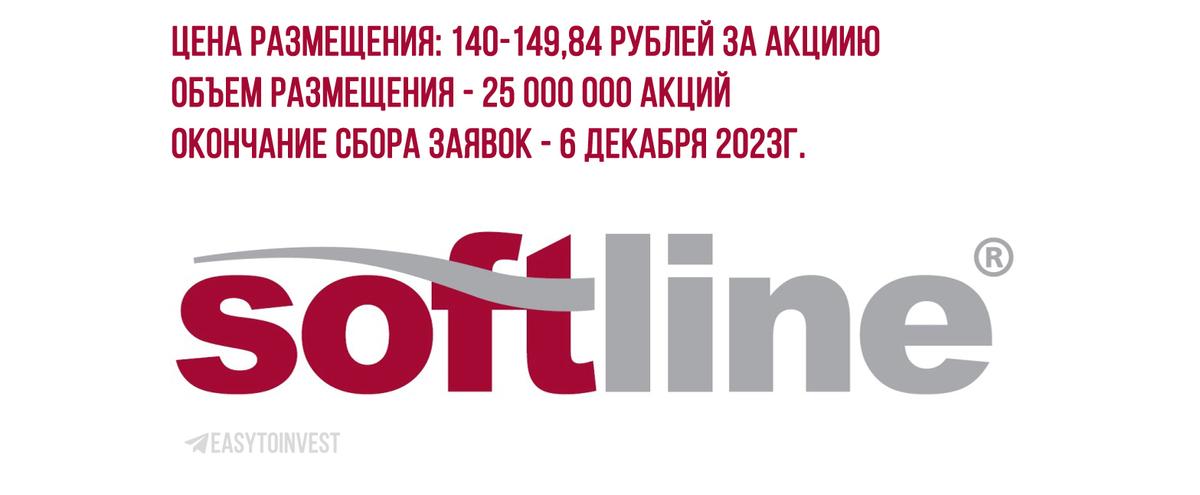 ЦЕНА РАЗМЕЩЕНИЯ: 140-149,84 РУБЛЕЙ ЗА АКЦИИЮ
ОБЪЕМ РАЗМЕЩЕНИЯ - 25 000 000 АКЦИЙ
ОКОНЧАНИЕ СБОРА ЗАЯВОК - 6 ДЕКАБРЯ 2023Г.
softline®
EASYTOINVEST